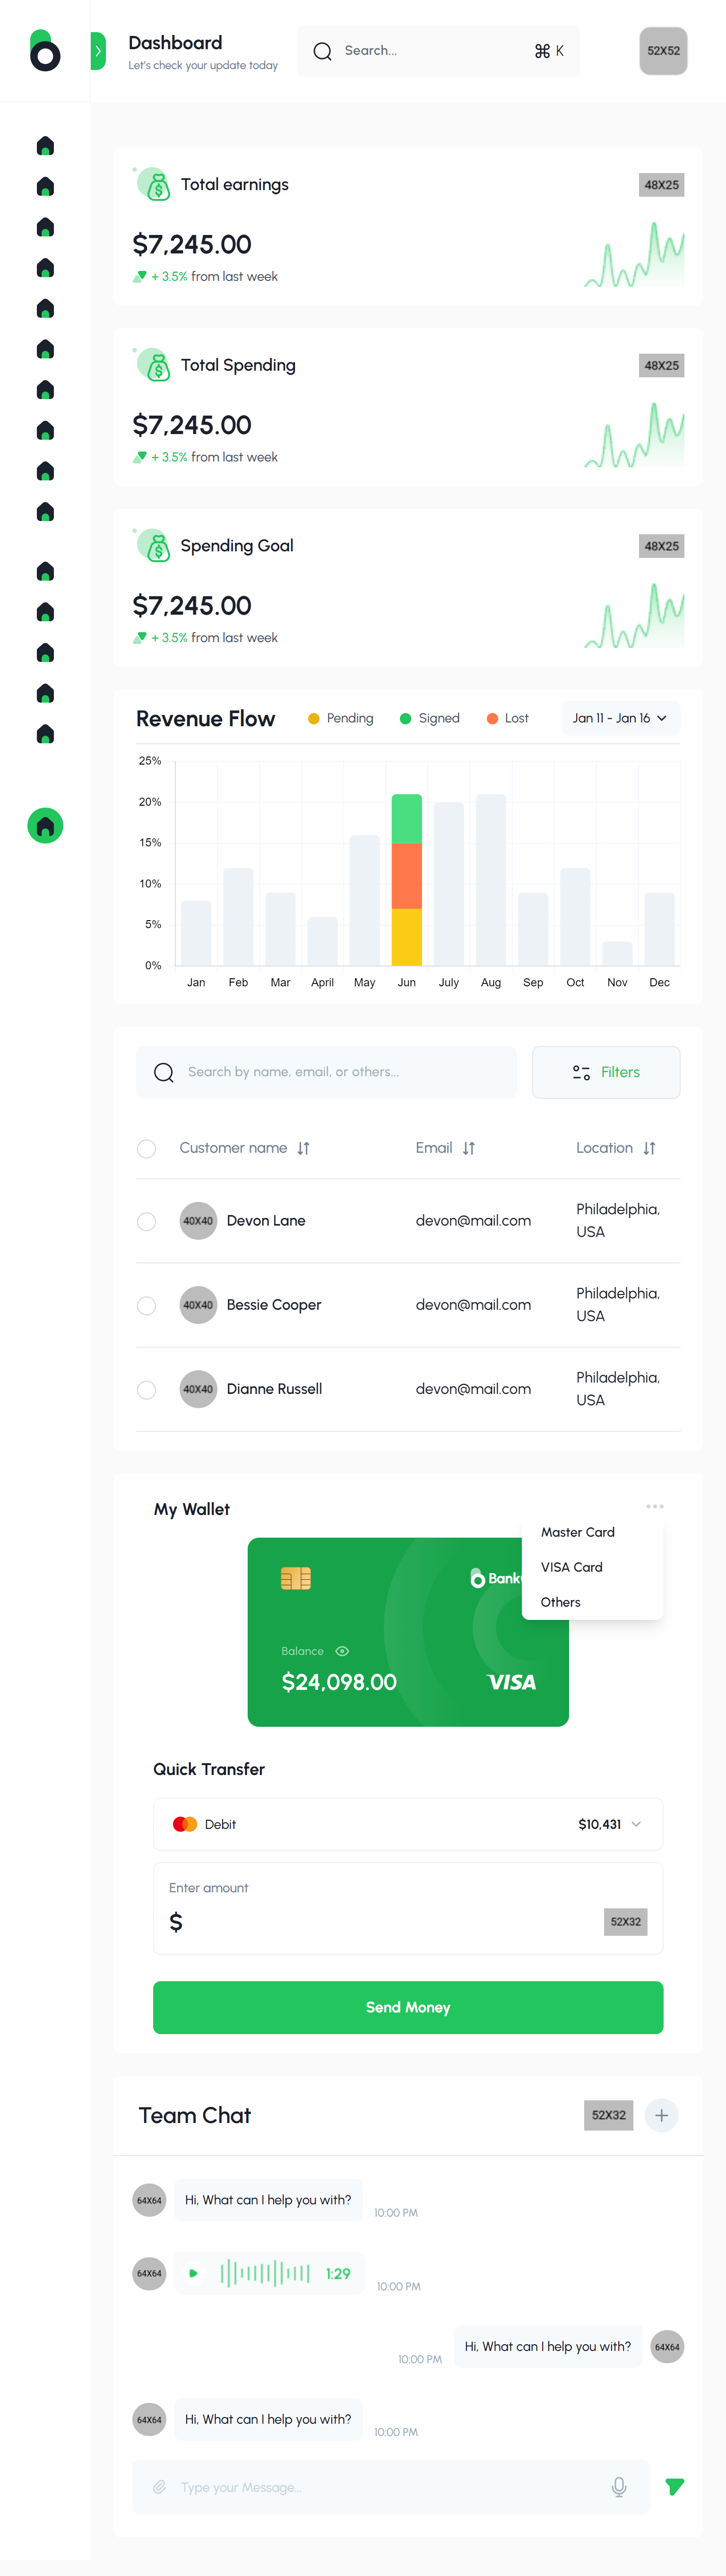 Dashboard
Let's check your update today
Search...
⌘ K
52X52
Total earnings
48X25
$7,245.00
+ 3.5% from last week
Total Spending
48X25
$7,245.00
+ 3.5% from last week
Spending Goal
48X25
$7,245.00
+ 3.5% from last week
Revenue Flow
Pending
Signed
Lost
Jan 11 - Jan 16
25%
20%
15%
10%
5%
0%
Jan Feb Mar April May Jun July Aug Sep Oct Nov Dec
Search by name, email, or others...
Filters
Customer name Email Location
40X40 Devon Lane devon@mail.com Philadelphia,
USA
40X40 Bessie Cooper devon@mail.com Philadelphia,
USA
40X40 Dianne Russell devon@mail.com Philadelphia,
USA
My Wallet
Master Card
VISA Card
Others
Bank
Balance
$24,098.00
VISA
Quick Transfer
Debit $10,431
Enter amount
$
52X32
Send Money
Team Chat
52X32
64X64 Hi, What can I help you with? 10:00 PM
64X64 1:29 10:00 PM
10:00 PM Hi, What can I help you with? 64X64
64X64 Hi, What can I help you with? 10:00 PM
Type your Message...